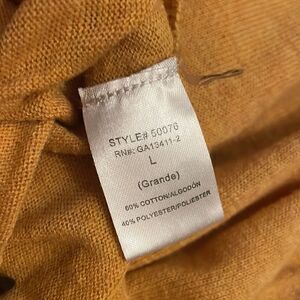 STYLE# 50076
RN#: GA13411-2
L
(Grande)
60% COTTON/ALGODÓN
40% POLYESTER/POLIESTER